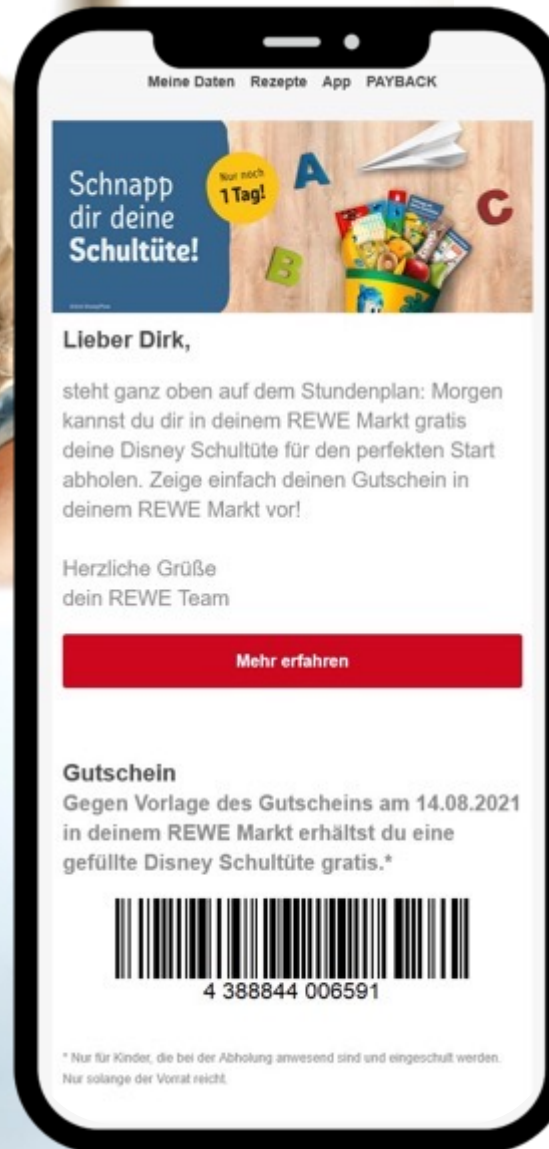 Meine Daten Rezepte App PAYBACK
Schnapp
dir deine
Schultüte!
Nur noch
1 Tag!
A
B
C
Lieber Dirk,
steht ganz oben auf dem Stundenplan: Morgen
kannst du dir in deinem REWE Markt gratis
deine Disney Schultüte für den perfekten Start
abholen. Zeige einfach deinen Gutschein in
deinem REWE Markt vor!
Herzliche Grüße
dein REWE Team
Mehr erfahren
Gutschein
Gegen Vorlage des Gutscheins am 14.08.2021
in deinem REWE Markt erhältst du eine
gefüllte Disney Schultüte gratis.*
4 388844 006591
* Nur für Kinder, die bei der Abholung anwesend sind und eingeschult werden.
Nur solange der Vorrat reicht.